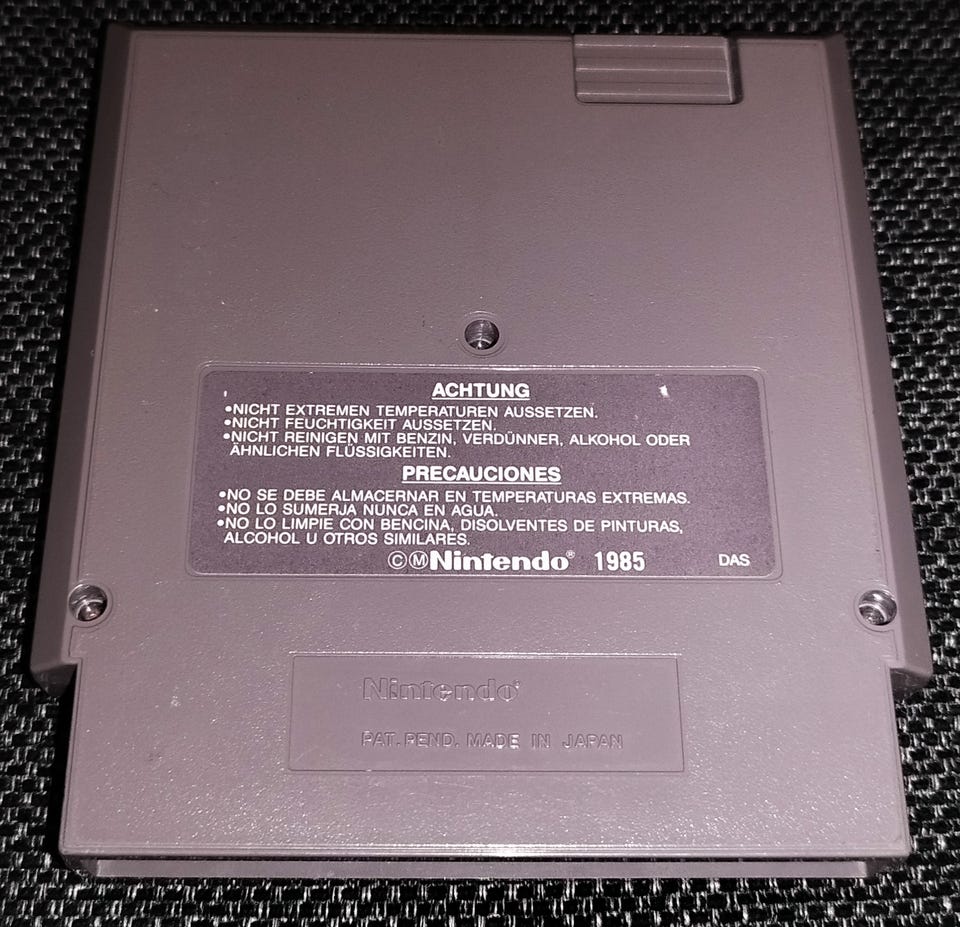 ACHTUNG
•NICHT EXTREMEN TEMPERATUREN AUSSETZEN.
•NICHT FEUCHTIGKEIT AUSSETZEN.
•NICHT REINIGEN MIT BENZIN, VERDÜNNER, ALKOHOL ODER
ÄHNLICHEN FLÜSSIGKEITEN.
PRECAUCIONES
•NO SE DEBE ALMACERNAR EN TEMPERATURAS EXTREMAS.
•NO LO SUMERJA NUNCA EN AGUA.
•NO LO LIMPIE CON BENCINA, DISOLVENTES DE PINTURAS,
ALCOHOL U OTROS SIMILARES.
©ⓂNintendo® 1985 DAS
Nintendo®
PAT. PEND. MADE IN JAPAN